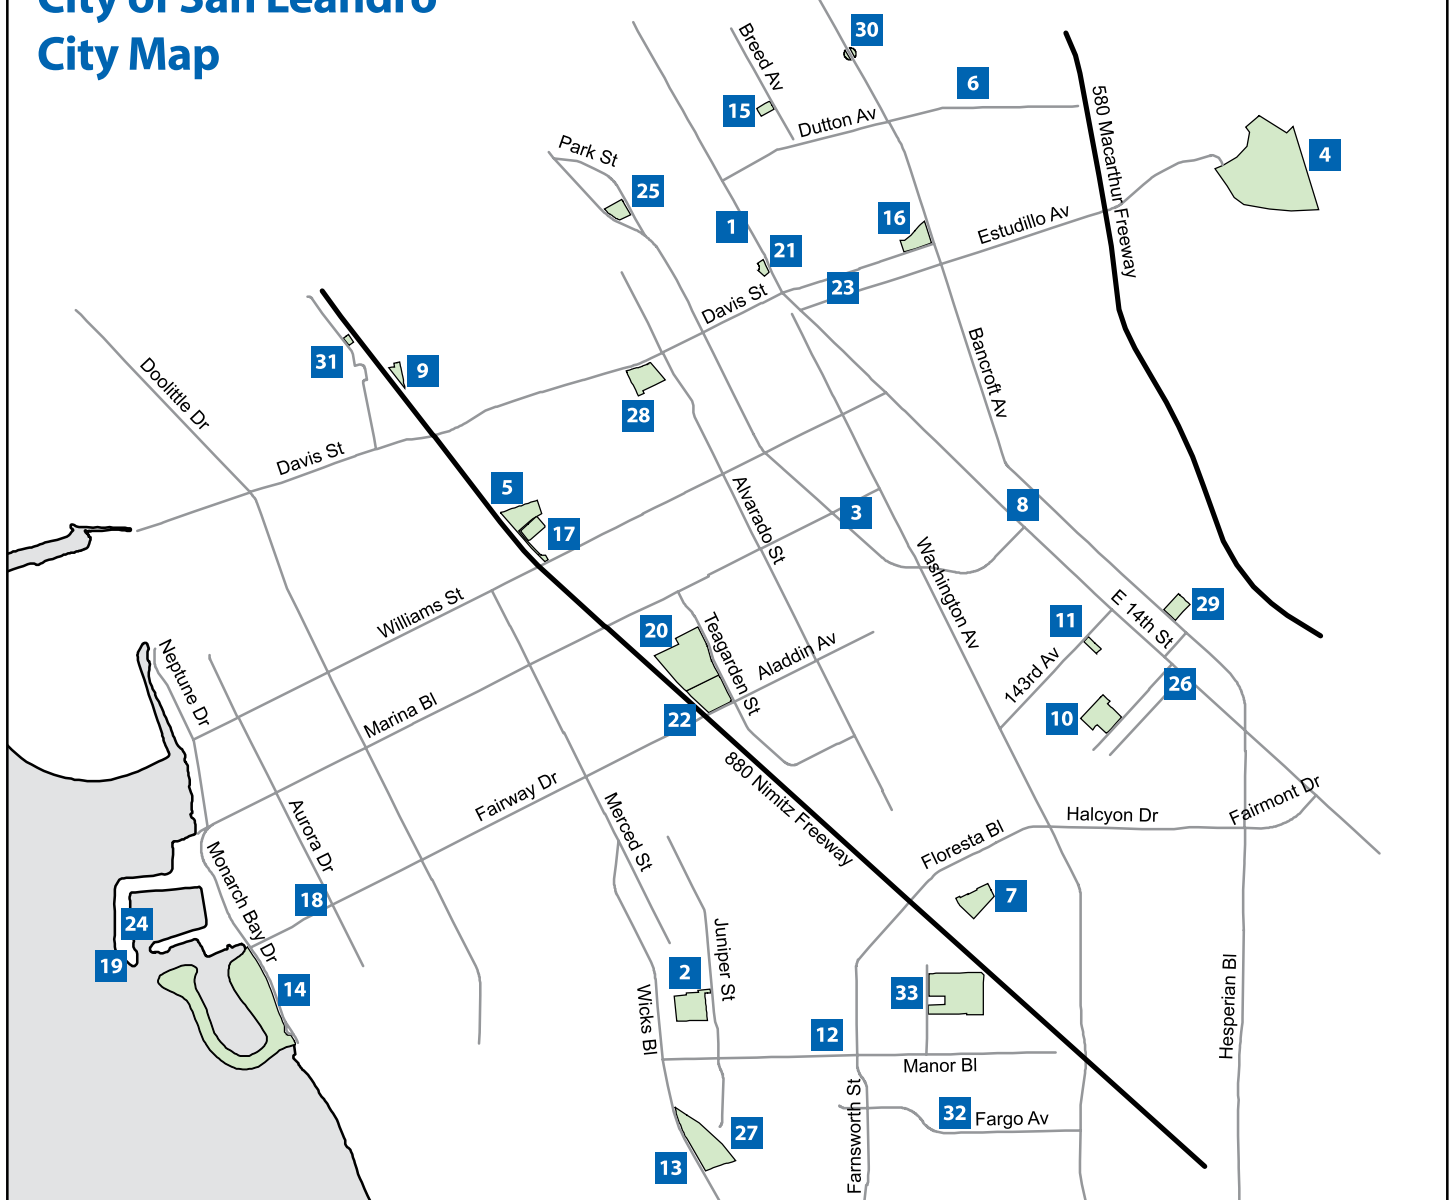 City of San Leandro
City Map
30
Breed Av
6
15
Dutton Av
580 Macarthur Freeway
Park St
4
25
16
1
Estudillo Av
21
23
Davis St
31
9
Doolittle Dr
Bancroft Av
28
Davis St
5
Alvarado St
8
3
17
Washington Av
Williams St
E 14th St
29
11
20
Teagarden St
Aladdin Av
Neptune Dr
143rd Av
26
Marina Bl
22
10
880 Nimitz Freeway
Fairway Dr
Merced St
Aurora Dr
Halcyon Dr
Fairmont Dr
Floresta Bl
Monarch Bay Dr
18
7
24
19
Juniper St
2
14
33
Wicks Bl
Hesperian Bl
12
Manor Bl
Farnsworth St
32
Fargo Av
27
13